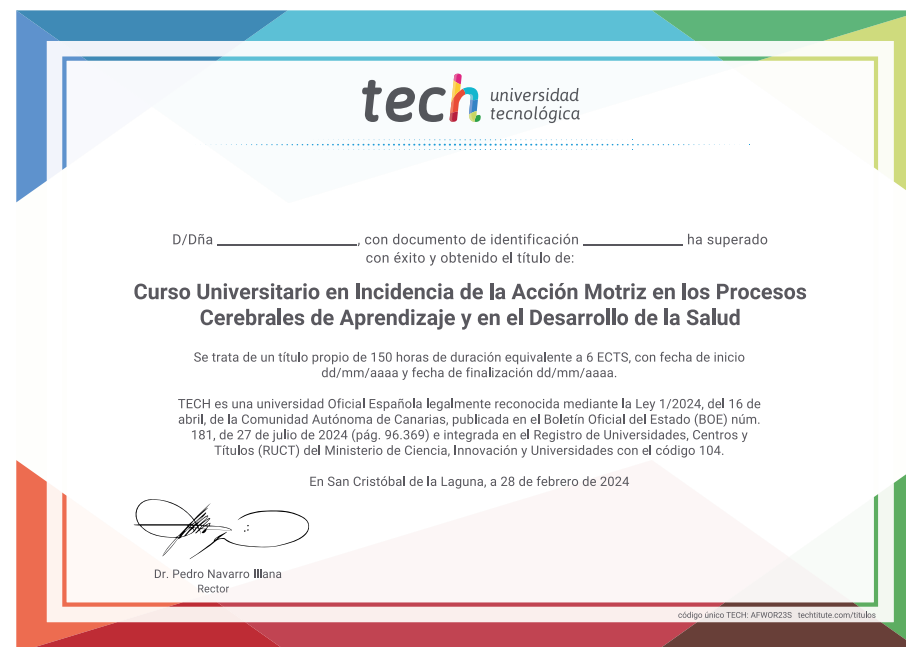 tech universidad
tecnológica
D/Dña ____________________, con documento de identificación ______________ ha superado
con éxito y obtenido el título de:
Curso Universitario en Incidencia de la Acción Motriz en los Procesos
Cerebrales de Aprendizaje y en el Desarrollo de la Salud
Se trata de un título propio de 150 horas de duración equivalente a 6 ECTS, con fecha de inicio
dd/mm/aaaa y fecha de finalización dd/mm/aaaa.
TECH es una universidad Oficial Española legalmente reconocida mediante la Ley 1/2024, del 16 de
abril, de la Comunidad Autónoma de Canarias, publicada en el Boletín Oficial del Estado (BOE) núm.
181, de 27 de julio de 2024 (pág. 96.369) e integrada en el Registro de Universidades, Centros y
Títulos (RUCT) del Ministerio de Ciencia, Innovación y Universidades con el código 104.
En San Cristóbal de la Laguna, a 28 de febrero de 2024
Dr. Pedro Navarro Illana
Rector
código único TECH: AFWOR23S techtitute.com/titulos